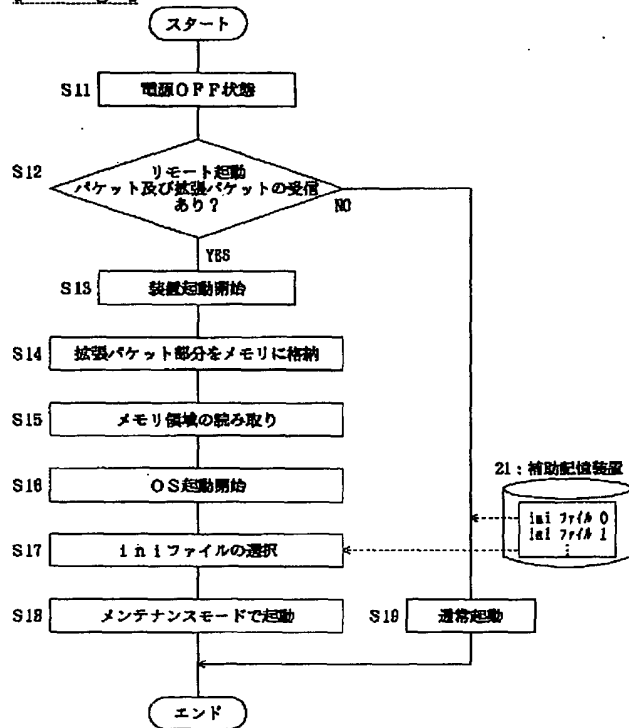 スタート
S11 電源OFF状態
S12 リモート起動
パケット及び拡張パケットの受信
あり?
NO
YES
S13 装置起動開始
S14 拡張パケット部分をメモリに格納
S15 メモリ領域の読み取り
21:補助記憶装置
S16 OS起動開始
ini ファイル 0
ini ファイル 1
⋮
S17 iniファイルの選択
S18 メンテナンスモードで起動
S19 通常起動
エンド